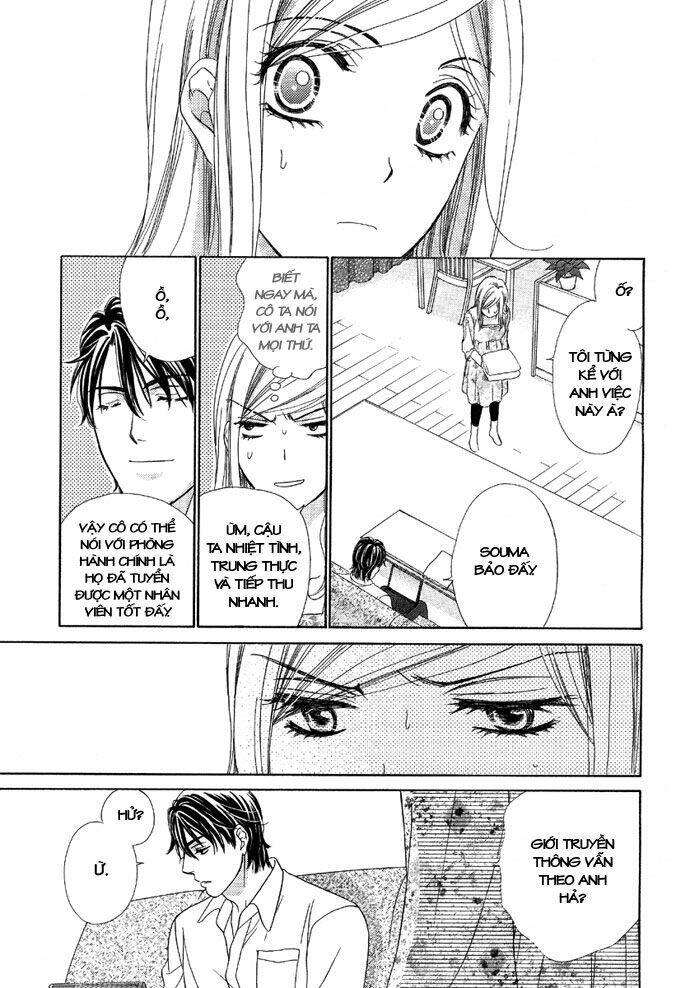 Ố?
TÔI TỪNG
KỂ VỚI
ANH VIỆC
NÀY À?
SOUMA
BẢO ĐẤY.
BIẾT
NGAY MÀ,
CÔ TA NÓI
VỚI ANH TA
MỌI THỨ.
ỪM, CẬU
TA NHIỆT TÌNH,
TRUNG THỰC
VÀ TIẾP THU
NHANH.
Ồ,
Ồ,
VẬY CÔ CÓ THỂ
NÓI VỚI PHÒNG
HÀNH CHÍNH LÀ
HỌ ĐÃ TUYỂN
ĐƯỢC MỘT NHÂN
VIÊN TỐT ĐẤY.
GIỚI TRUYỀN
THÔNG VẪN
THEO ANH
HẢ?
HỬ?
Ừ.